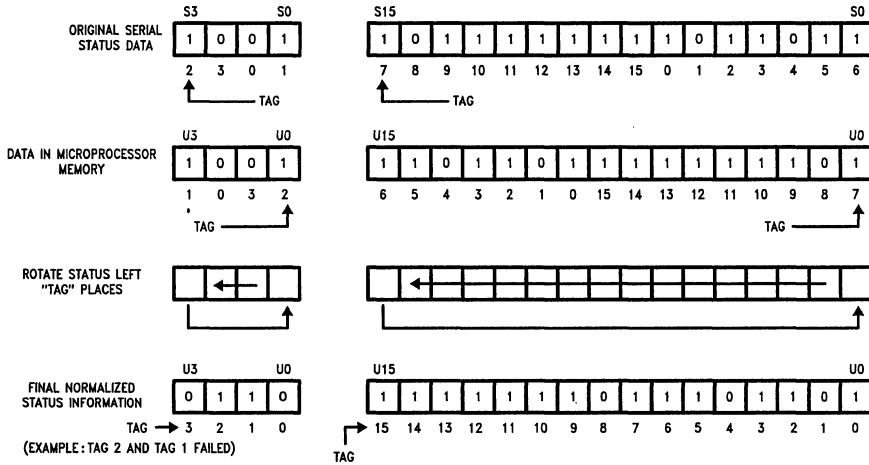 S3 S0 S15 S0
ORIGINAL SERIAL STATUS DATA
1 0 0 1 1 0 1 1 1 1 1 1 1 1 0 1 1 0 1 1
2 3 0 1 7 8 9 10 11 12 13 14 15 0 1 2 3 4 5 6
TAG TAG
U3 U0 U15 U0
DATA IN MICROPROCESSOR MEMORY
1 0 0 1 1 1 0 1 1 0 1 1 1 1 1 1 1 1 0 1
1 0 3 2 6 5 4 3 2 1 0 15 14 13 12 11 10 9 8 7
TAG TAG
ROTATE STATUS LEFT
"TAG" PLACES
U3 U0 U15 U0
FINAL NORMALIZED STATUS INFORMATION
0 1 1 0 1 1 1 1 1 1 1 0 1 1 1 0 1 1 0 1
TAG 3 2 1 0 15 14 13 12 11 10 9 8 7 6 5 4 3 2 1 0
(EXAMPLE: TAG 2 AND TAG 1 FAILED)
TAG